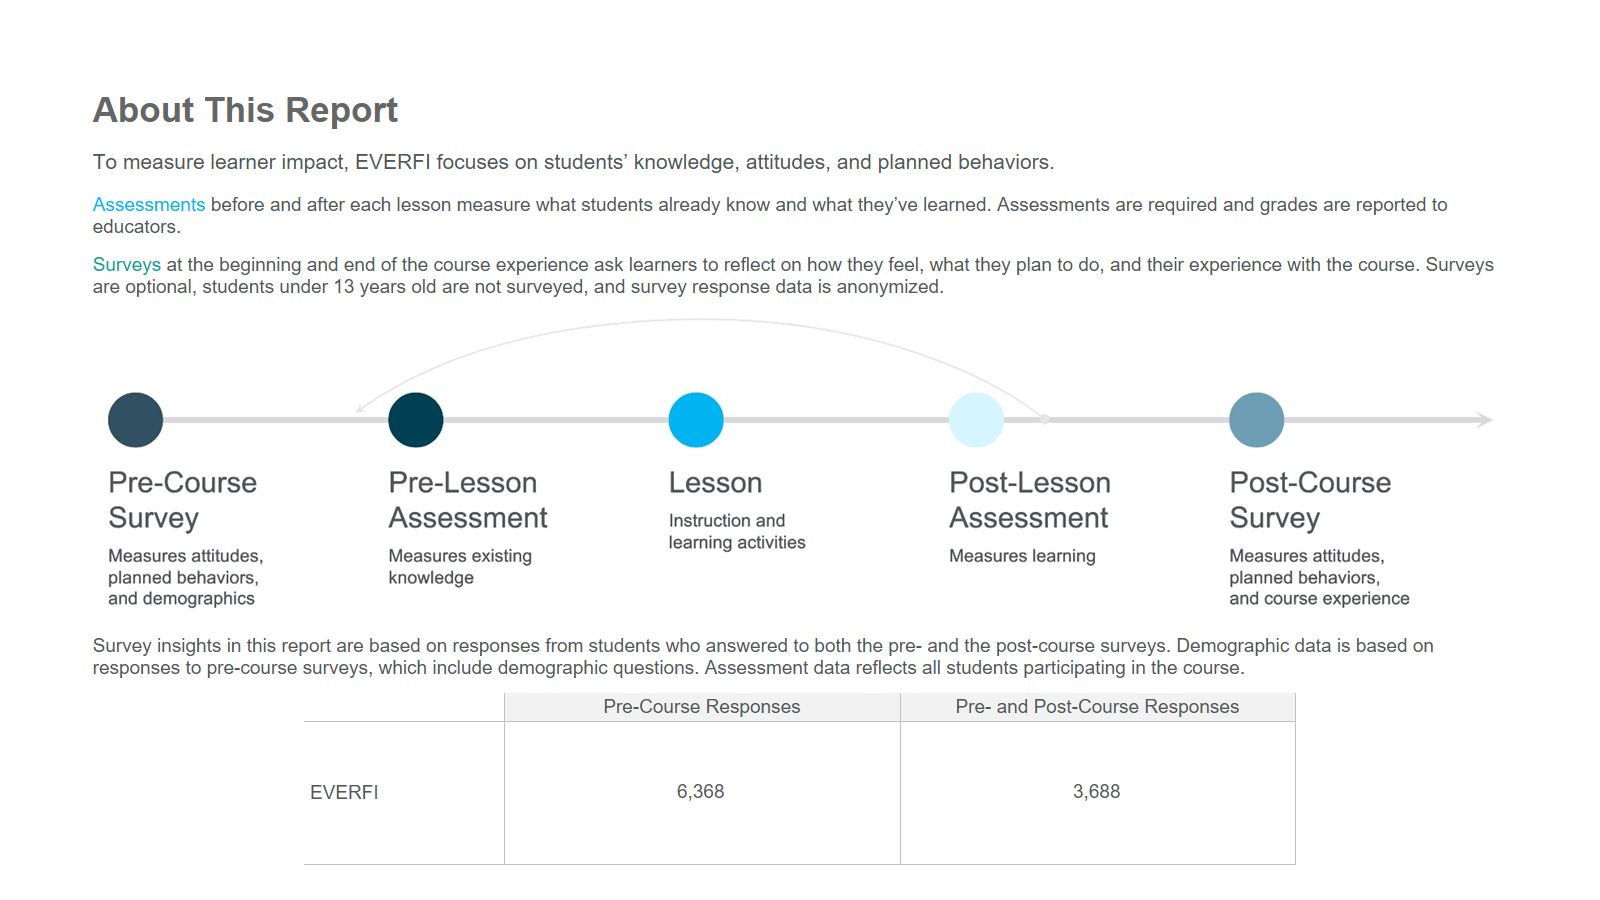 About This Report
To measure learner impact, EVERFI focuses on students’ knowledge, attitudes, and planned behaviors.
Assessments before and after each lesson measure what students already know and what they’ve learned. Assessments are required and grades are reported to
educators.
Surveys at the beginning and end of the course experience ask learners to reflect on how they feel, what they plan to do, and their experience with the course. Surveys
are optional, students under 13 years old are not surveyed, and survey response data is anonymized.
Pre-Course
Survey
Measures attitudes,
planned behaviors,
and demographics
Pre-Lesson
Assessment
Measures existing
knowledge
Lesson
Instruction and
learning activities
Post-Lesson
Assessment
Measures learning
Post-Course
Survey
Measures attitudes,
planned behaviors,
and course experience
Survey insights in this report are based on responses from students who answered to both the pre- and the post-course surveys. Demographic data is based on
responses to pre-course surveys, which include demographic questions. Assessment data reflects all students participating in the course.
Pre-Course Responses
Pre- and Post-Course Responses
EVERFI
6,368
3,688